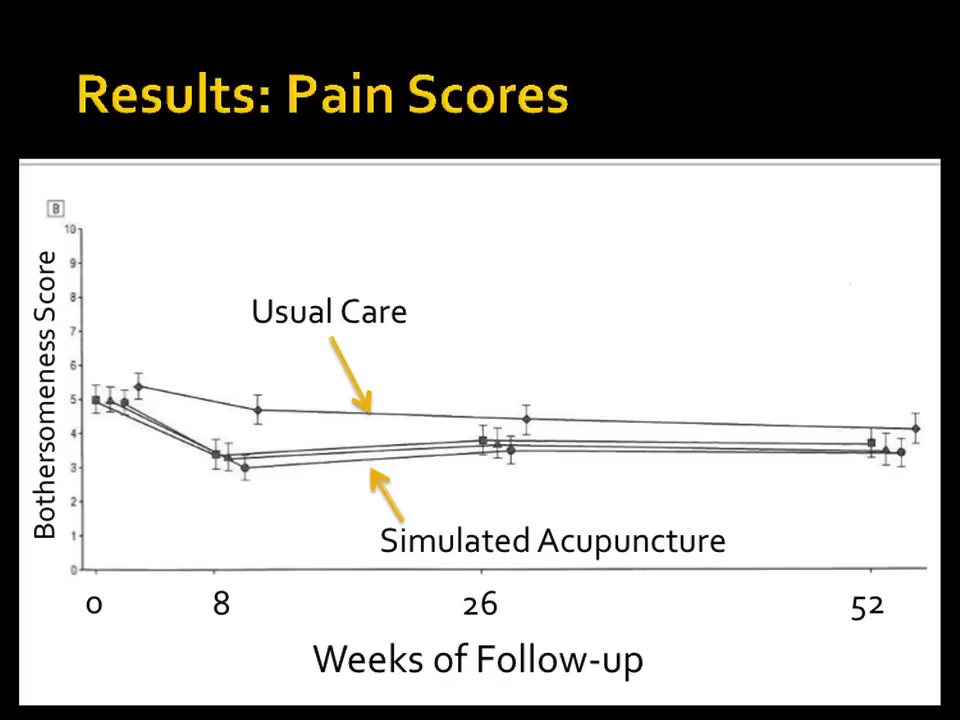 Results: Pain Scores
B
Bothersomeness Score
10
9
8
7
6
5
4
3
2
1
0
Usual Care
Simulated Acupuncture
0 8 26 52
Weeks of Follow-up